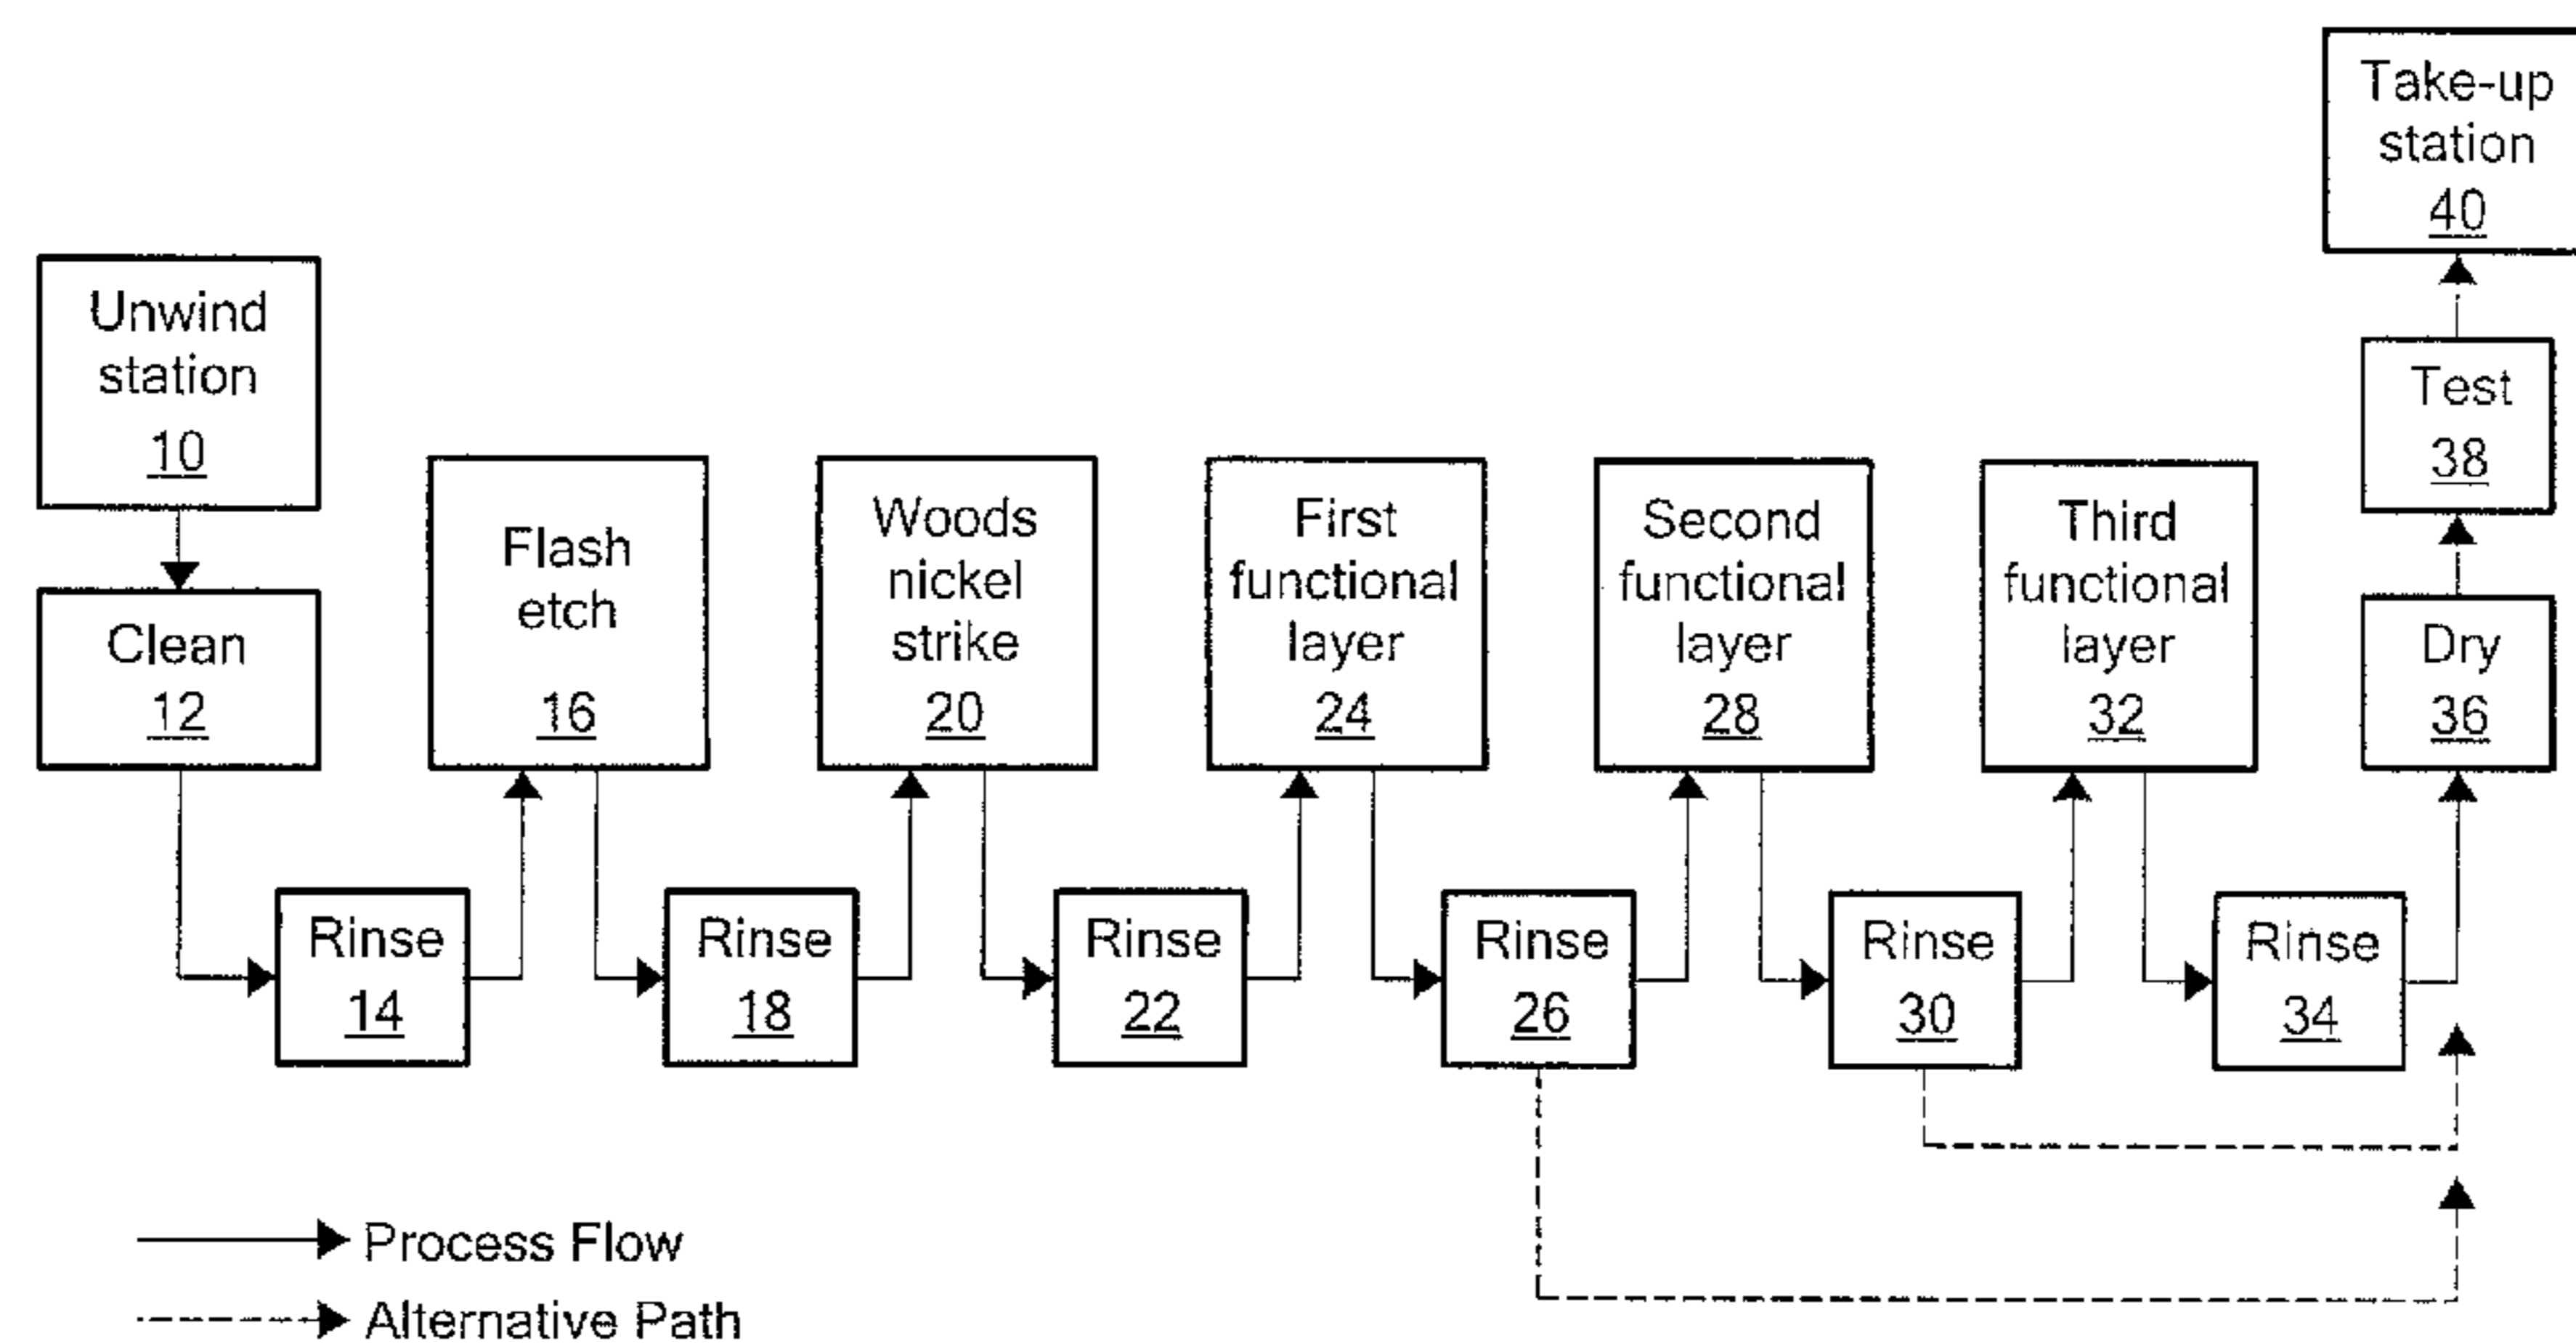 Unwind
station
10
Clean
12
Rinse
14
Flash
etch
16
Rinse
18
Woods
nickel
strike
20
Rinse
22
First
functional
layer
24
Rinse
26
Second
functional
layer
28
Rinse
30
Third
functional
layer
32
Rinse
34
Dry
36
Test
38
Take-up
station
40
Process Flow
Alternative Path